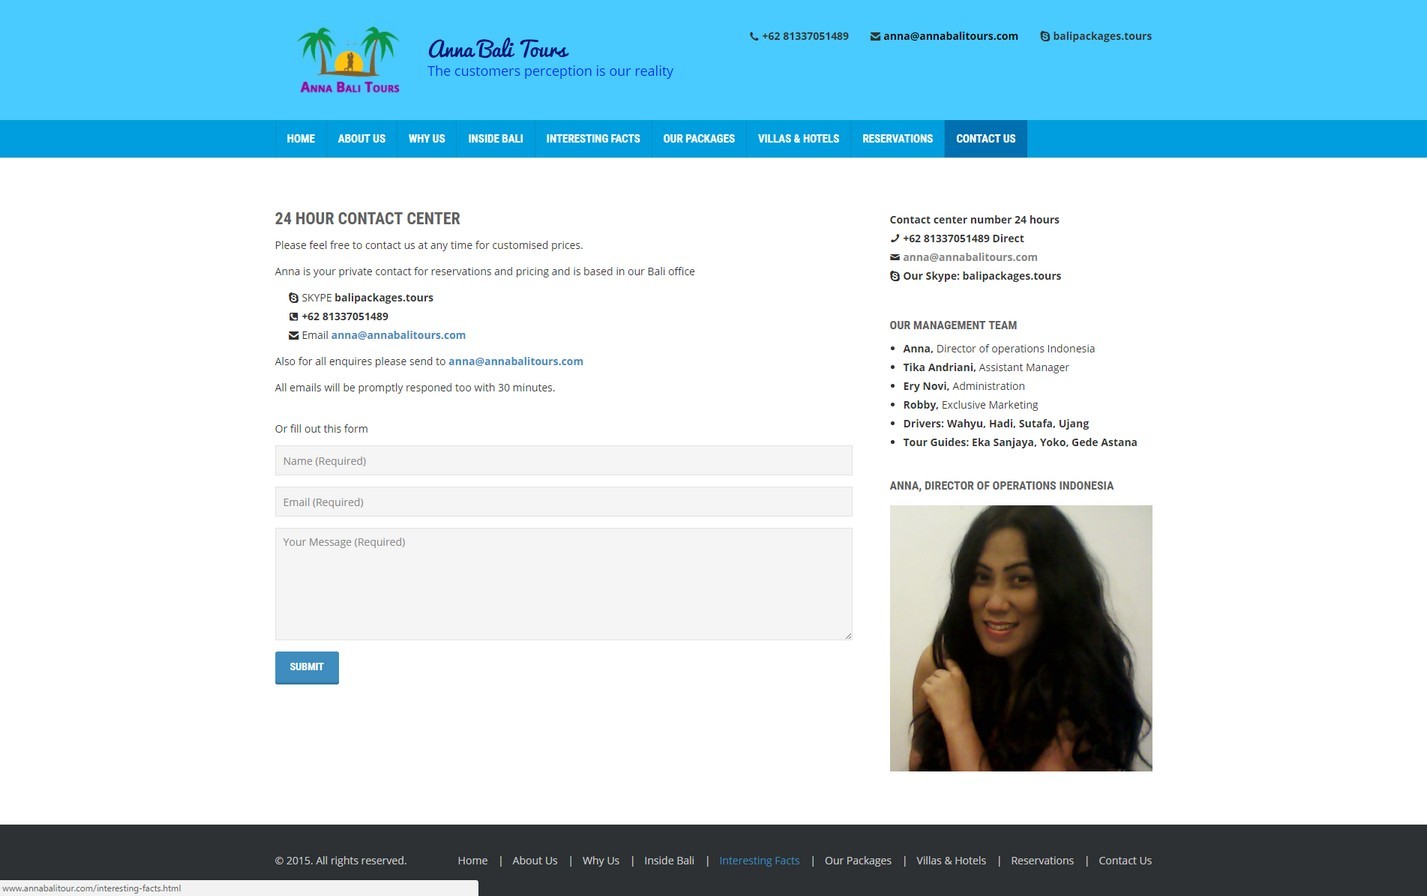 ANNA BALI TOURS
Anna Bali Tours
The customers perception is our reality
+62 81337051489
anna@annabalitours.com
balipackages.tours
HOME
ABOUT US
WHY US
INSIDE BALI
INTERESTING FACTS
OUR PACKAGES
VILLAS & HOTELS
RESERVATIONS
CONTACT US
24 HOUR CONTACT CENTER
Please feel free to contact us at any time for customised prices.
Anna is your private contact for reservations and pricing and is based in our Bali office
SKYPE balipackages.tours
+62 81337051489
Email anna@annabalitours.com
Also for all enquires please send to anna@annabalitours.com
All emails will be promptly responed too with 30 minutes.
Or fill out this form
Name (Required)
Email (Required)
Your Message (Required)
SUBMIT
Contact center number 24 hours
+62 81337051489 Direct
anna@annabalitours.com
Our Skype: balipackages.tours
OUR MANAGEMENT TEAM
• Anna, Director of operations Indonesia
• Tika Andriani, Assistant Manager
• Ery Novi, Administration
• Robby, Exclusive Marketing
• Drivers: Wahyu, Hadi, Sutafa, Ujang
• Tour Guides: Eka Sanjaya, Yoko, Gede Astana
ANNA, DIRECTOR OF OPERATIONS INDONESIA
© 2015. All rights reserved.
Home | About Us | Why Us | Inside Bali | Interesting Facts | Our Packages | Villas & Hotels | Reservations | Contact Us
www.annabalitour.com/interesting-facts.html